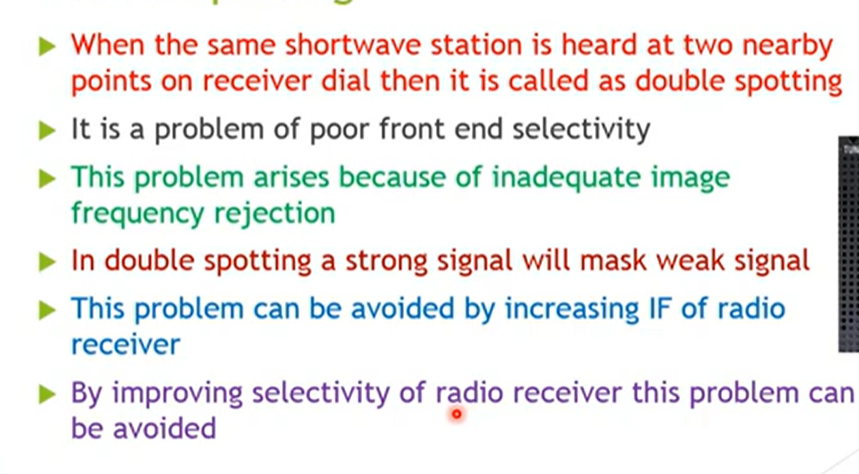 When the same shortwave station is heard at two nearby
points on receiver dial then it is called as double spotting
It is a problem of poor front end selectivity
This problem arises because of inadequate image
frequency rejection
In double spotting a strong signal will mask weak signal
This problem can be avoided by increasing IF of radio
receiver
By improving selectivity of radio receiver this problem can
be avoided